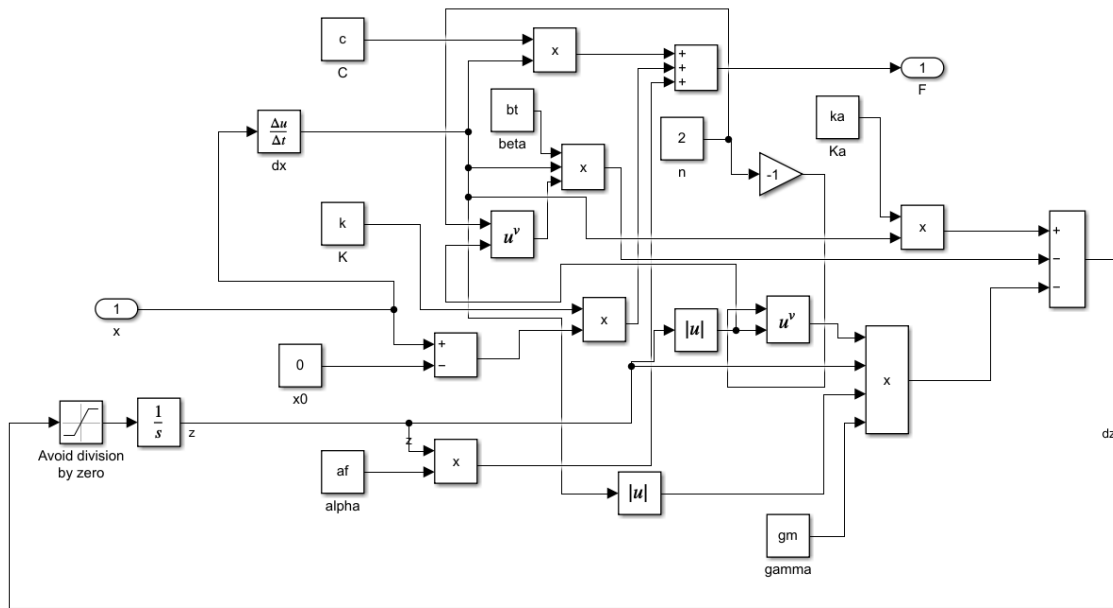 c
C
x
+
+
+
1
F
Δu
Δt
dx
bt
beta
x
2
n
-1
ka
Ka
k
K
u^v
x
+
−
−
1
x
x
|u|
u^v
+
−
0
x0
x
1
s
z
z
Avoid division
by zero
x
af
alpha
|u|
dz
gm
gamma